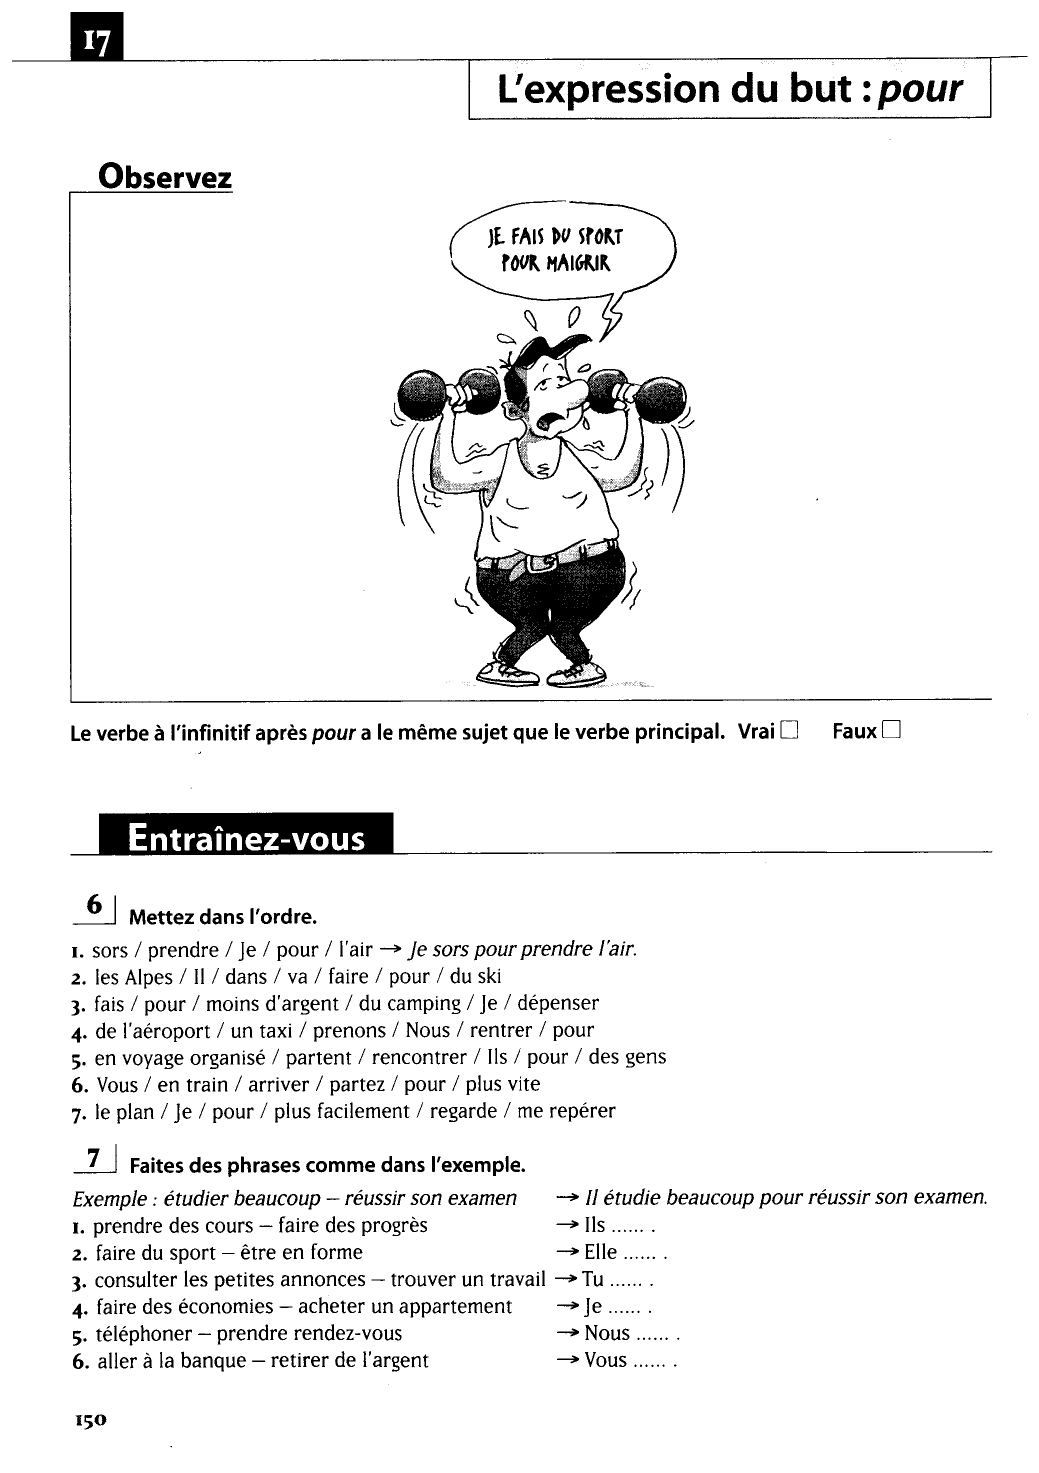 17
L'expression du but : pour
Observez
JE FAIS DU SPORT
POUR MAIGRIR
Le verbe à l'infinitif après pour a le même sujet que le verbe principal. Vrai ☐ Faux ☐
Entraînez-vous
6 Mettez dans l'ordre.
1. sors / prendre / Je / pour / l'air → Je sors pour prendre l'air.
2. les Alpes / Il / dans / va / faire / pour / du ski
3. fais / pour / moins d'argent / du camping / Je / dépenser
4. de l'aéroport / un taxi / prenons / Nous / rentrer / pour
5. en voyage organisé / partent / rencontrer / Ils / pour / des gens
6. Vous / en train / arriver / partez / pour / plus vite
7. le plan / Je / pour / plus facilement / regarde / me repérer
7 Faites des phrases comme dans l'exemple.
Exemple : étudier beaucoup – réussir son examen → Il étudie beaucoup pour réussir son examen.
1. prendre des cours – faire des progrès → Ils ...... .
2. faire du sport – être en forme → Elle ...... .
3. consulter les petites annonces – trouver un travail → Tu ...... .
4. faire des économies – acheter un appartement → Je ...... .
5. téléphoner – prendre rendez-vous → Nous ...... .
6. aller à la banque – retirer de l'argent → Vous ...... .
150